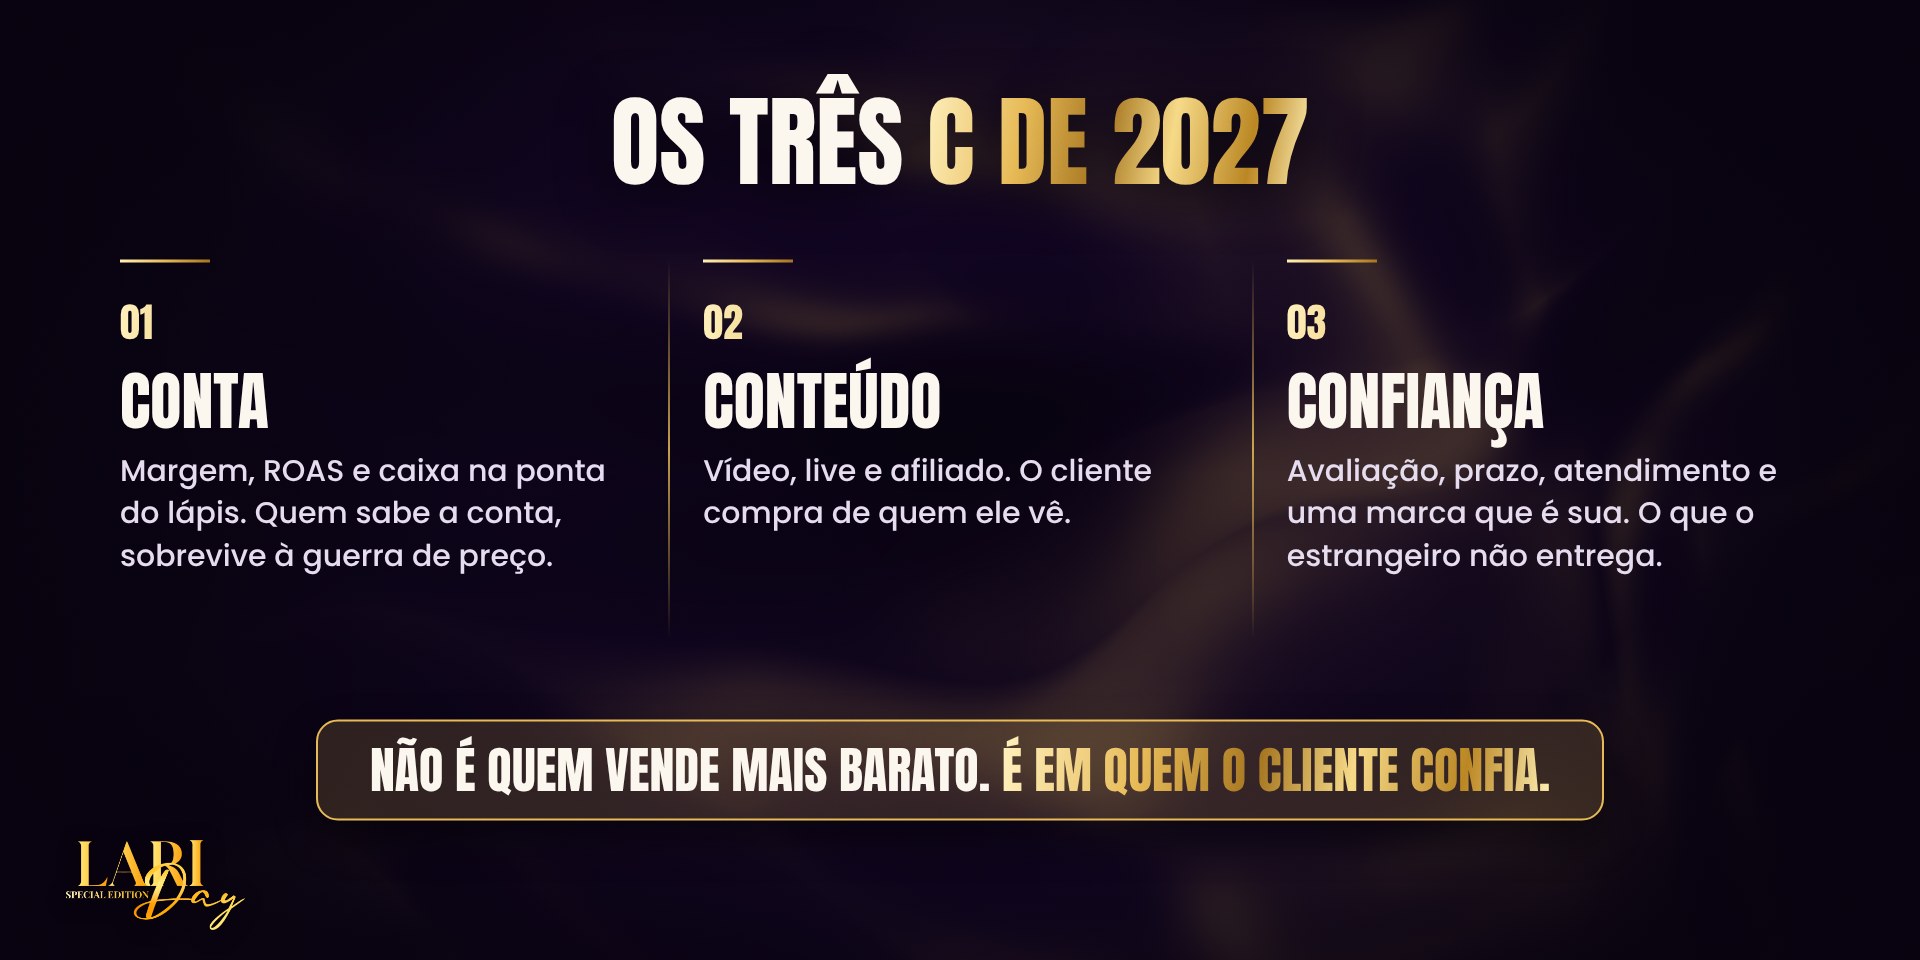 OS TRÊS C DE 2027
01
CONTA
Margem, ROAS e caixa na ponta
do lápis. Quem sabe a conta,
sobrevive à guerra de preço.
02
CONTEÚDO
Vídeo, live e afiliado. O cliente
compra de quem ele vê.
03
CONFIANÇA
Avaliação, prazo, atendimento e
uma marca que é sua. O que o
estrangeiro não entrega.
NÃO É QUEM VENDE MAIS BARATO. É EM QUEM O CLIENTE CONFIA.
LABI
SPECIAL EDITION Day